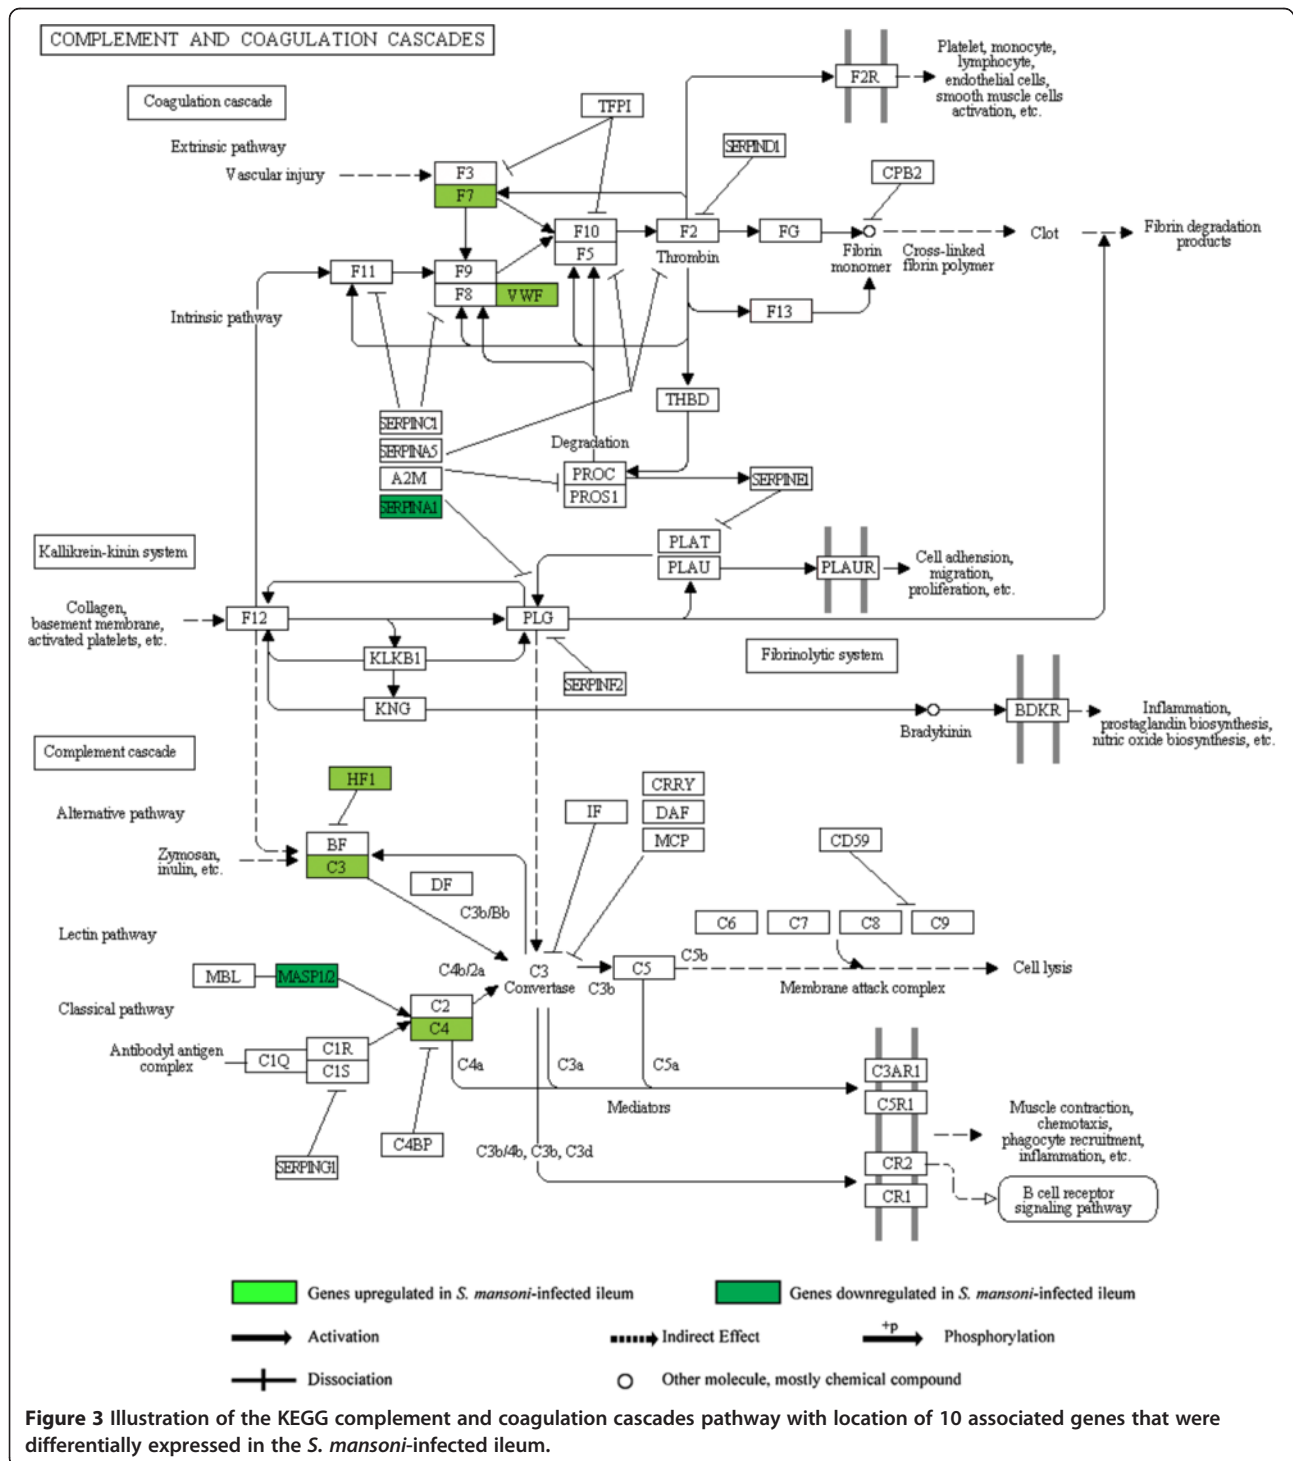 COMPLEMENT AND COAGULATION CASCADES
Platelet, monocyte,
lymphocyte,
endothelial cells,
smooth muscle cells
activation, etc.
F2R
Coagulation cascade
TFPI
Extrinsic pathway
Vascular injury
SERPIND1
CPB2
F3
F7
F10
F5
F2
Thrombin
FG
Fibrin
monomer
Cross-linked
fibrin polymer
Clot
Fibrin degradation
products
F11
F9
F8
VWF
Intrinsic pathway
F13
THBD
SERPINC1
SERPINA5
A2M
SERPINA1
Degradation
PROC
PROS1
SERPINE1
PLAT
PLAU
PLAUR
Cell adhension,
migration,
proliferation, etc.
Kallikrein-kinin system
Collagen,
basement membrane,
activated platelets, etc.
F12
PLG
KLKB1
KNG
SERPINF2
Fibrinolytic system
Bradykinin
BDKR
Inflammation,
prostaglandin biosynthesis,
nitric oxide biosynthesis, etc.
Complement cascade
HF1
Alternative pathway
Zymosan,
inulin, etc.
BF
C3
DF
C3b/Bb
IF
CRRY
DAF
MCP
CD59
C6
C7
C8
C9
Lectin pathway
MBL
MASP1/2
C4b/2a
C3
Convertase
C3b
C5
C5b
Membrane attack complex
Cell lysis
Classical pathway
C2
C4
Antibodyl antigen
complex
C1Q
C1R
C1S
C4a
C3a
C5a
Mediators
C3AR1
C5R1
CR2
CR1
Muscle contraction,
chemotaxis,
phagocyte recruitment,
inflammation, etc.
C4BP
SERPING1
C3b/4b, C3b, C3d
B cell receptor
signaling pathway
Genes upregulated in S. mansoni-infected ileum
Genes downregulated in S. mansoni-infected ileum
Activation
Indirect Effect
+p
Phosphorylation
Dissociation
Other molecule, mostly chemical compound
Figure 3 Illustration of the KEGG complement and coagulation cascades pathway with location of 10 associated genes that were
differentially expressed in the S. mansoni-infected ileum.